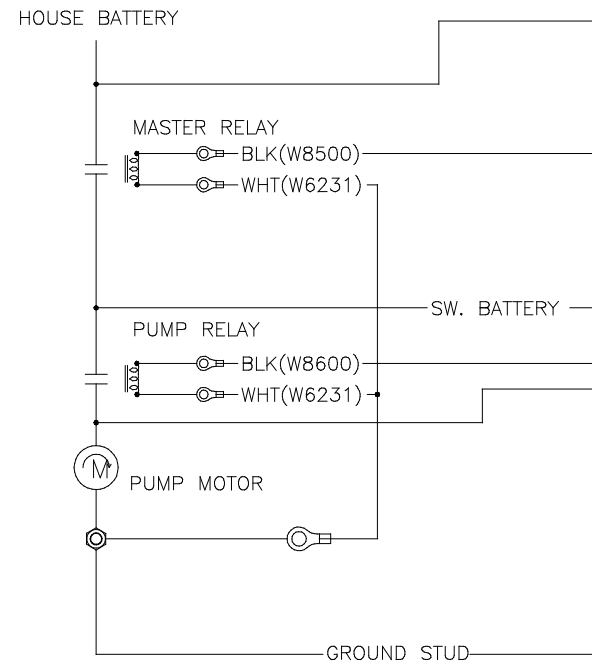 HOUSE BATTERY
MASTER RELAY
BLK(W8500)
WHT(W6231)
SW. BATTERY
PUMP RELAY
BLK(W8600)
WHT(W6231)
M
PUMP MOTOR
GROUND STUD